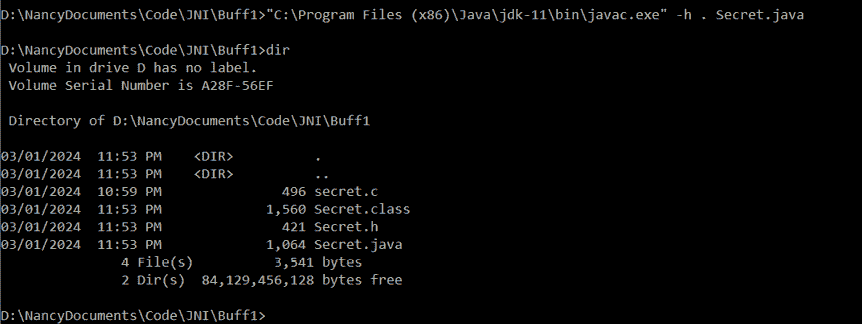 D:\NancyDocuments\Code\JNI\Buff1>"C:\Program Files (x86)\Java\jdk-11\bin\javac.exe" -h . Secret.java
D:\NancyDocuments\Code\JNI\Buff1>dir
 Volume in drive D has no label.
 Volume Serial Number is A28F-56EF
 Directory of D:\NancyDocuments\Code\JNI\Buff1
03/01/2024  11:53 PM    <DIR>          .
03/01/2024  11:53 PM    <DIR>          ..
03/01/2024  10:59 PM               496 secret.c
03/01/2024  11:53 PM             1,560 Secret.class
03/01/2024  11:53 PM               421 Secret.h
03/01/2024  11:53 PM             1,064 Secret.java
               4 File(s)          3,541 bytes
               2 Dir(s)  84,129,456,128 bytes free
D:\NancyDocuments\Code\JNI\Buff1>